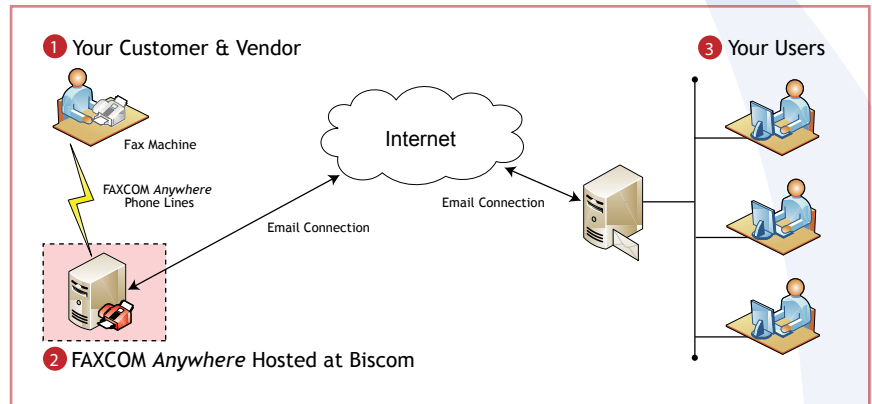 1 Your Customer & Vendor
3 Your Users
Fax Machine
Internet
FAXCOM Anywhere
Phone Lines
Email Connection
Email Connection
2 FAXCOM Anywhere Hosted at Biscom